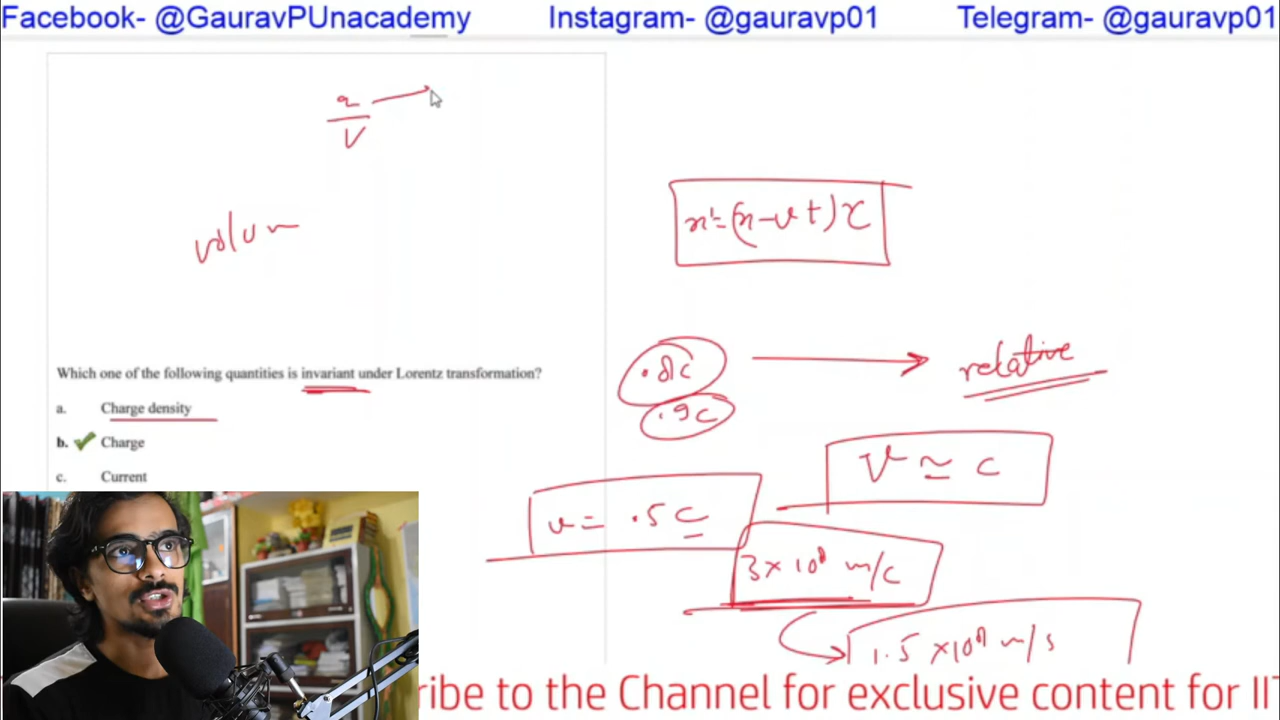 Facebook- @GauravPUnacademy Instagram- @gauravp01 Telegram- @gauravp01
q/V
volum
x'=(x-vt)γ
Which one of the following quantities is invariant under Lorentz transformation?
a. Charge density
b. Charge
c. Current
.8c
.9c
relative
V ≃ c
v = .5c
3×10⁸ m/c
1.5 ×10⁸ m/s
ribe to the Channel for exclusive content for II